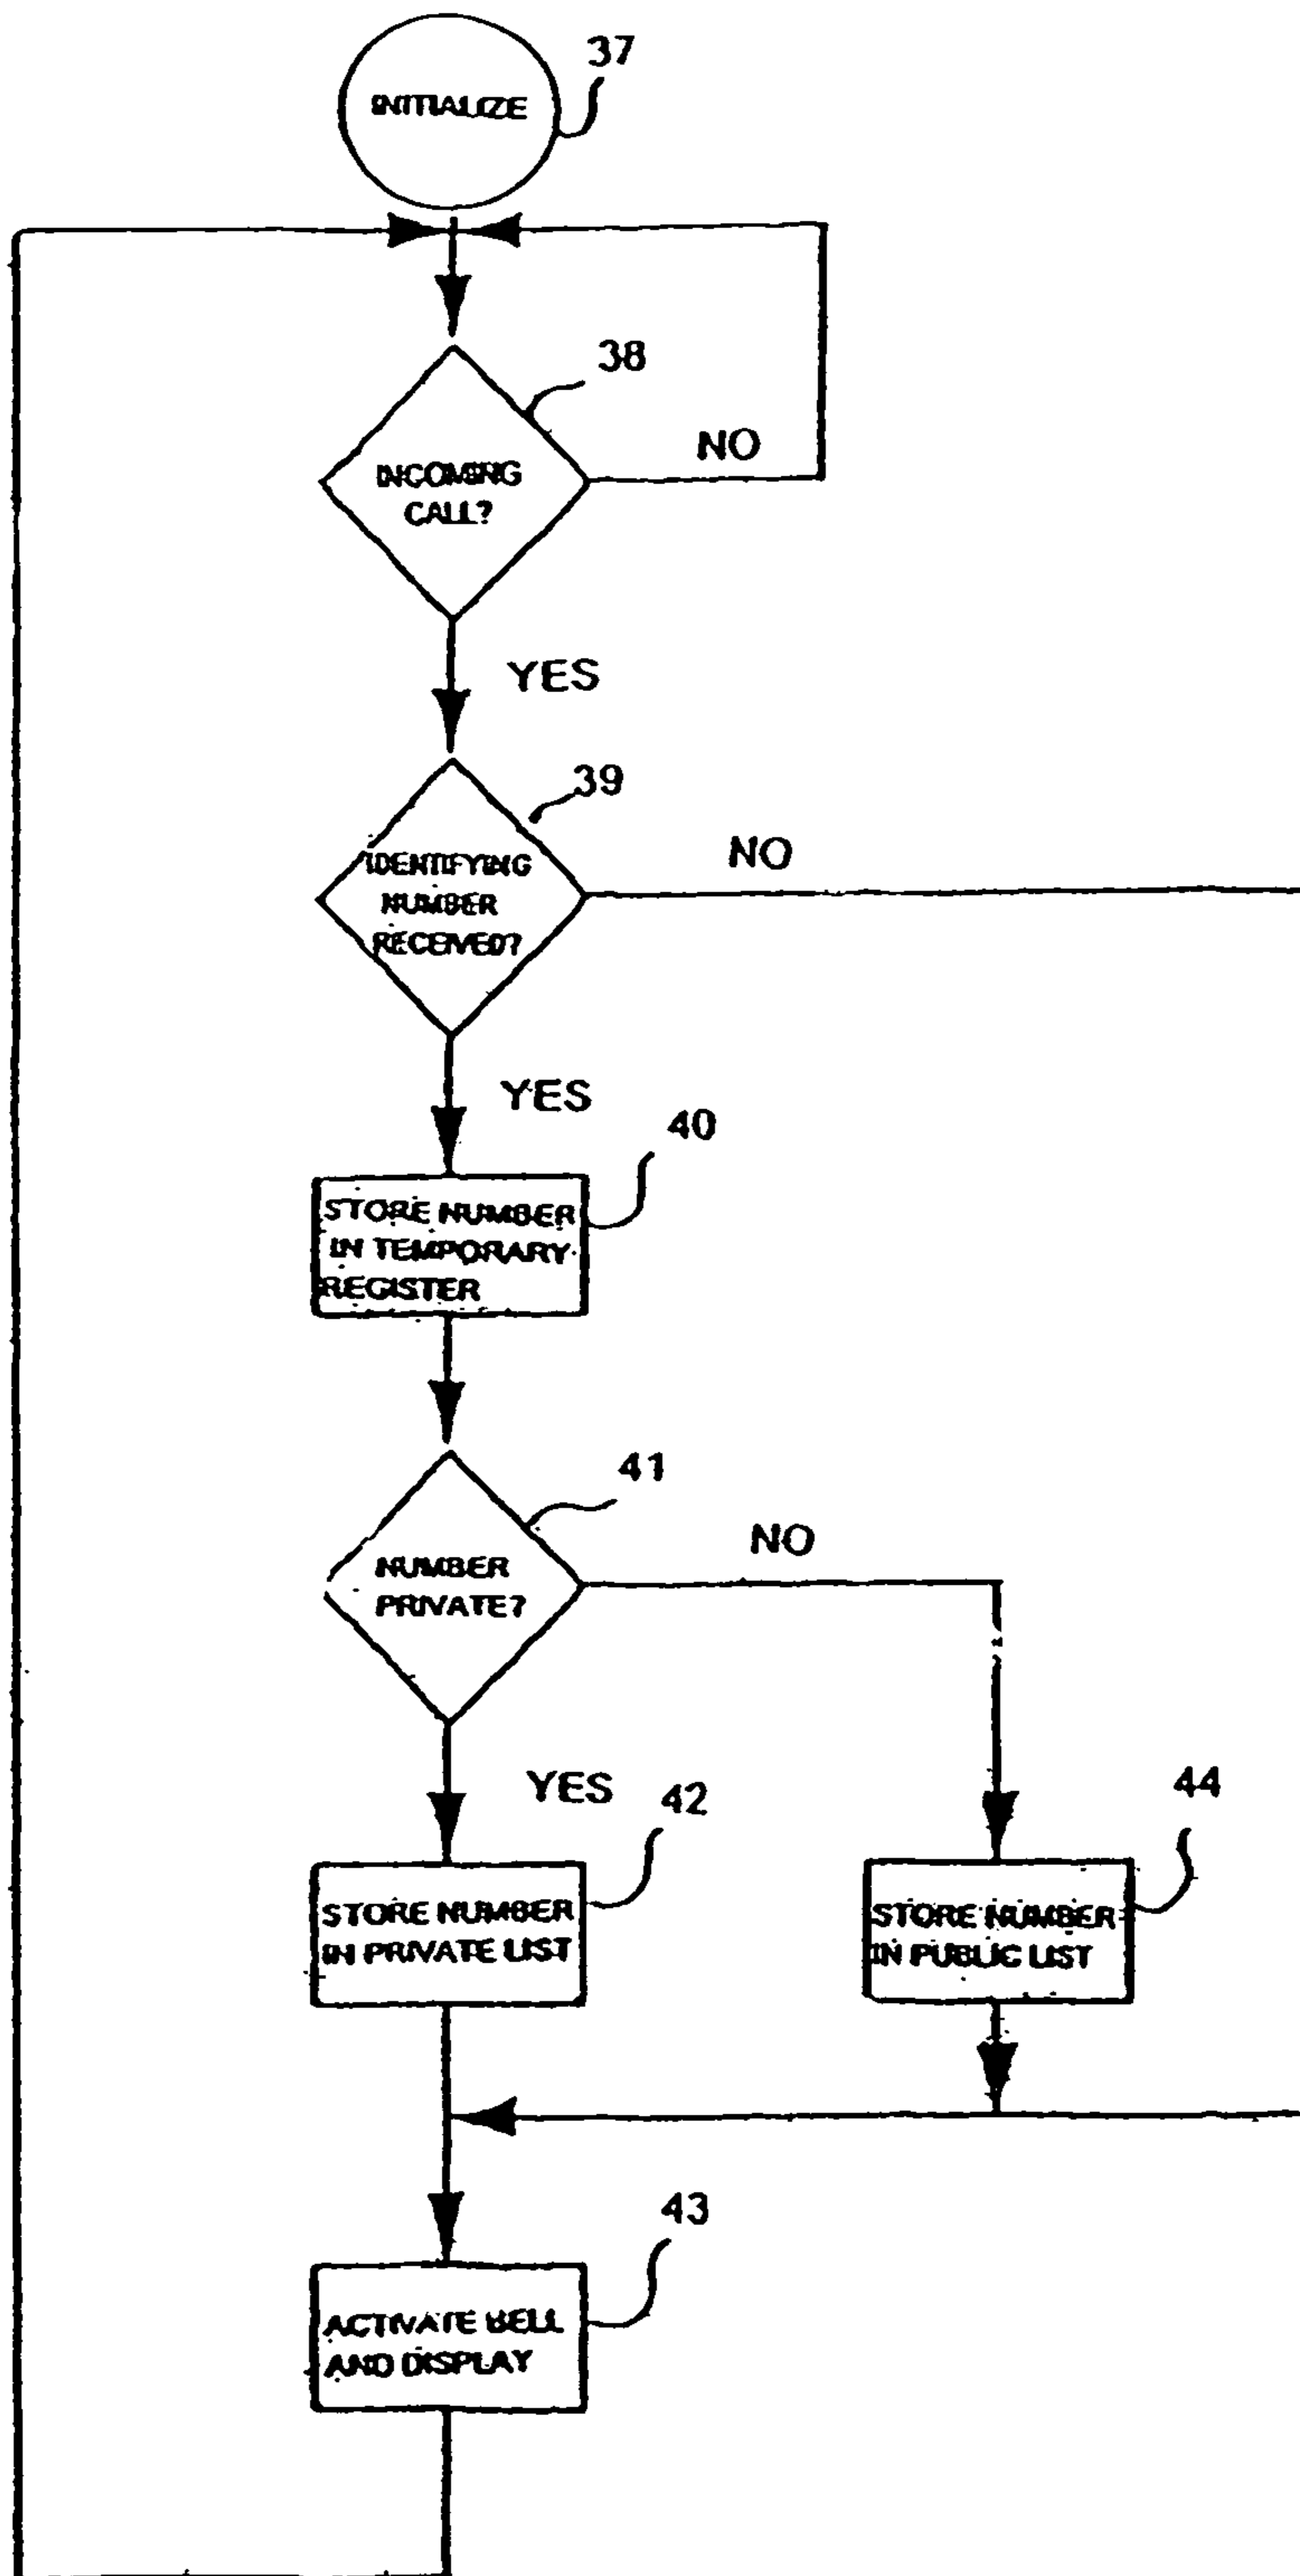 37
INITIALIZE
38
NO
INCOMING
CALL?
YES
39
NO
IDENTIFYING
NUMBER
RECEIVED?
YES
40
STORE NUMBER
IN TEMPORARY
REGISTER
41
NO
NUMBER
PRIVATE?
YES
42
44
STORE NUMBER
IN PRIVATE LIST
STORE NUMBER
IN PUBLIC LIST
43
ACTIVATE BELL
AND DISPLAY